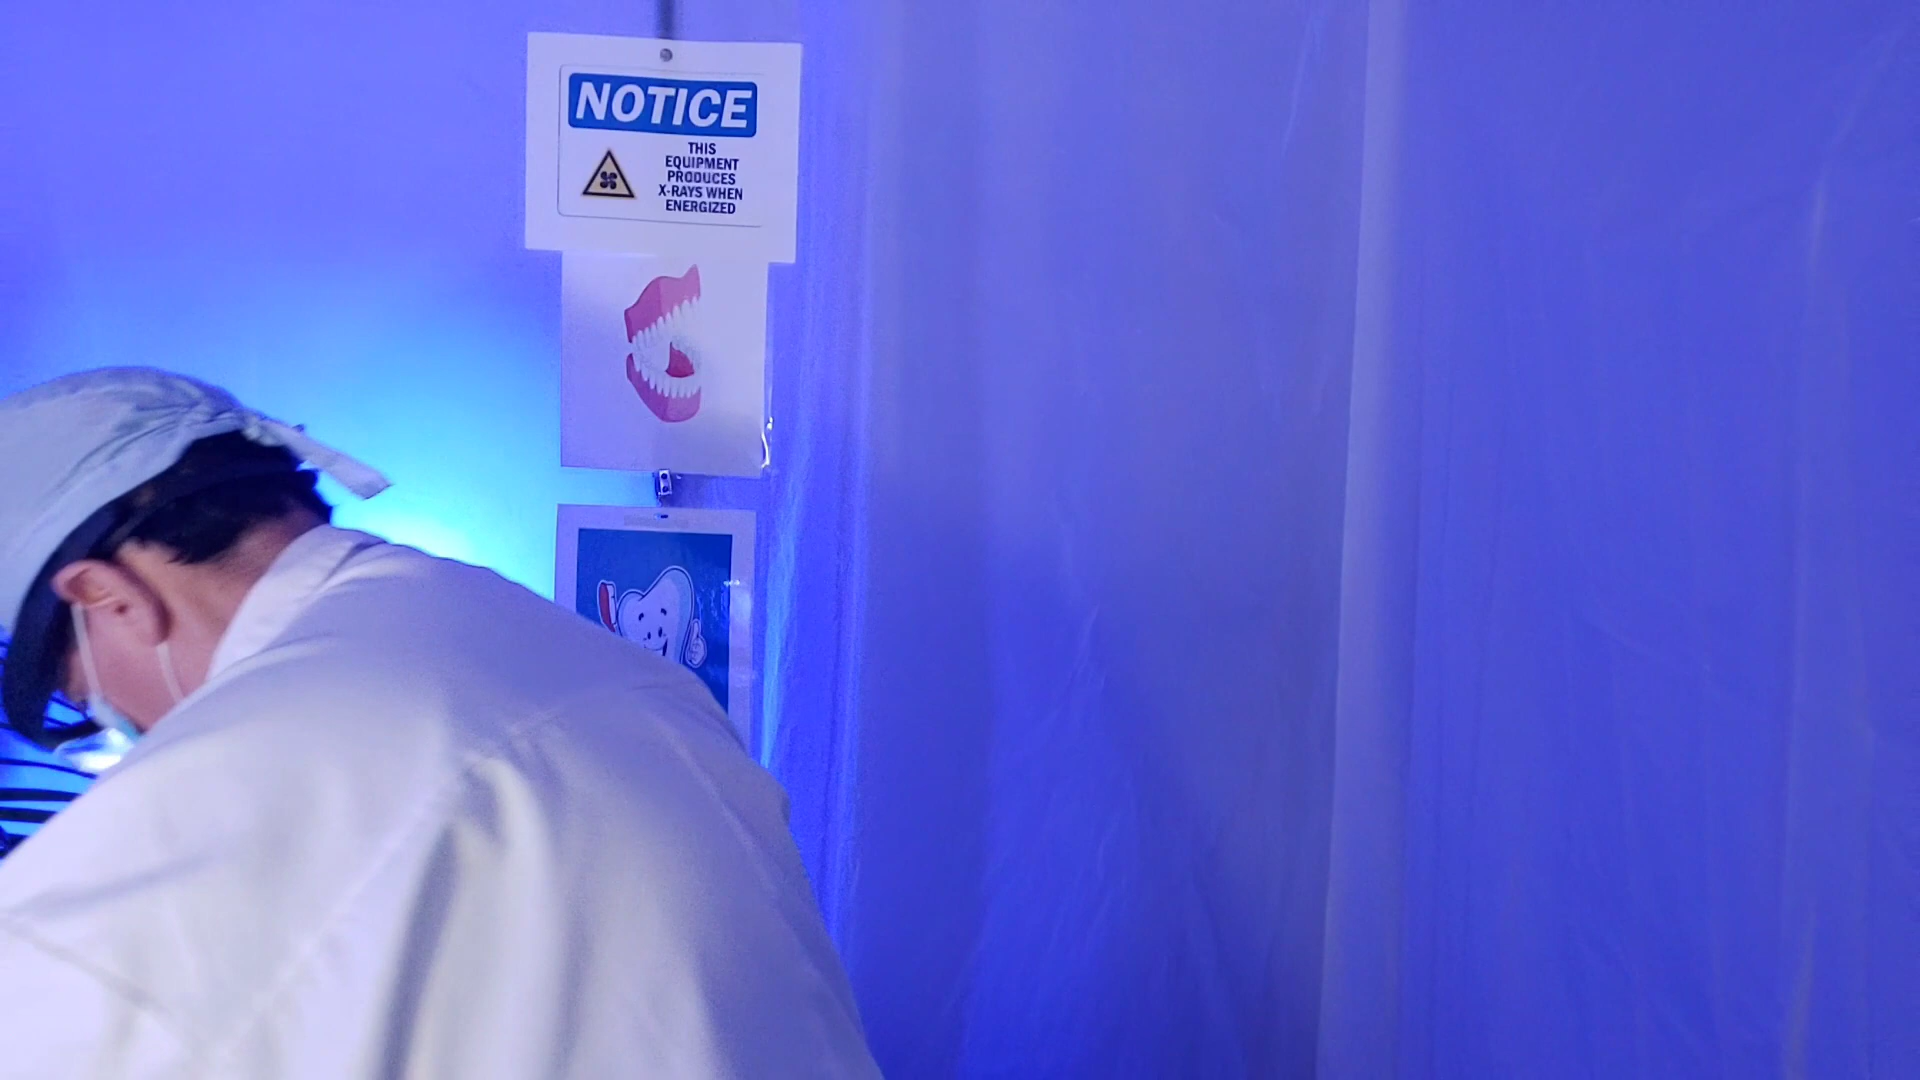 NOTICE
THIS
EQUIPMENT
PRODUCES
X-RAYS WHEN
ENERGIZED